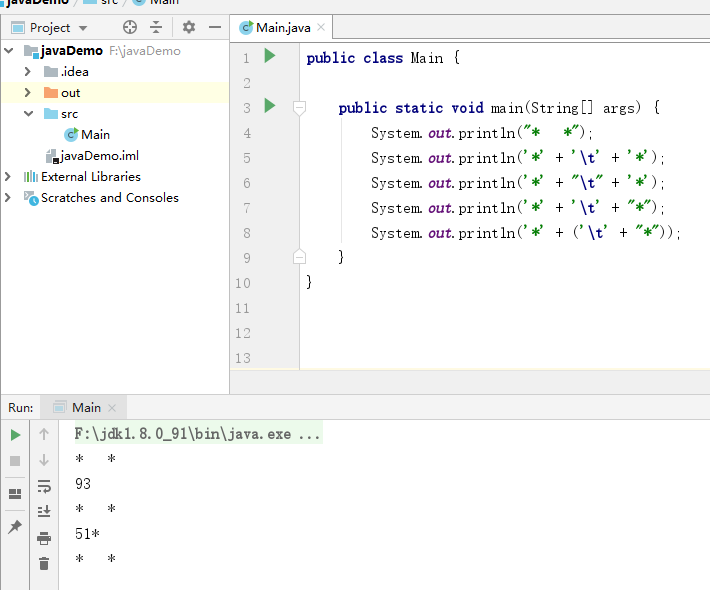 javaDemo src Main
Project
Main.java
javaDemo F:\javaDemo
.idea
out
src
Main
javaDemo.iml
External Libraries
Scratches and Consoles
1 public class Main {
2
3 public static void main(String[] args) {
4 System.out.println("*   *");
5 System.out.println('*' + '\t' + '*');
6 System.out.println('*' + "\t" + '*');
7 System.out.println('*' + '\t' + "*");
8 System.out.println('*' + ('\t' + "*"));
9 }
10 }
11
12
13
Run: Main
F:\jdk1.8.0_91\bin\java.exe ...
*   *
93
*   *
51*
*   *